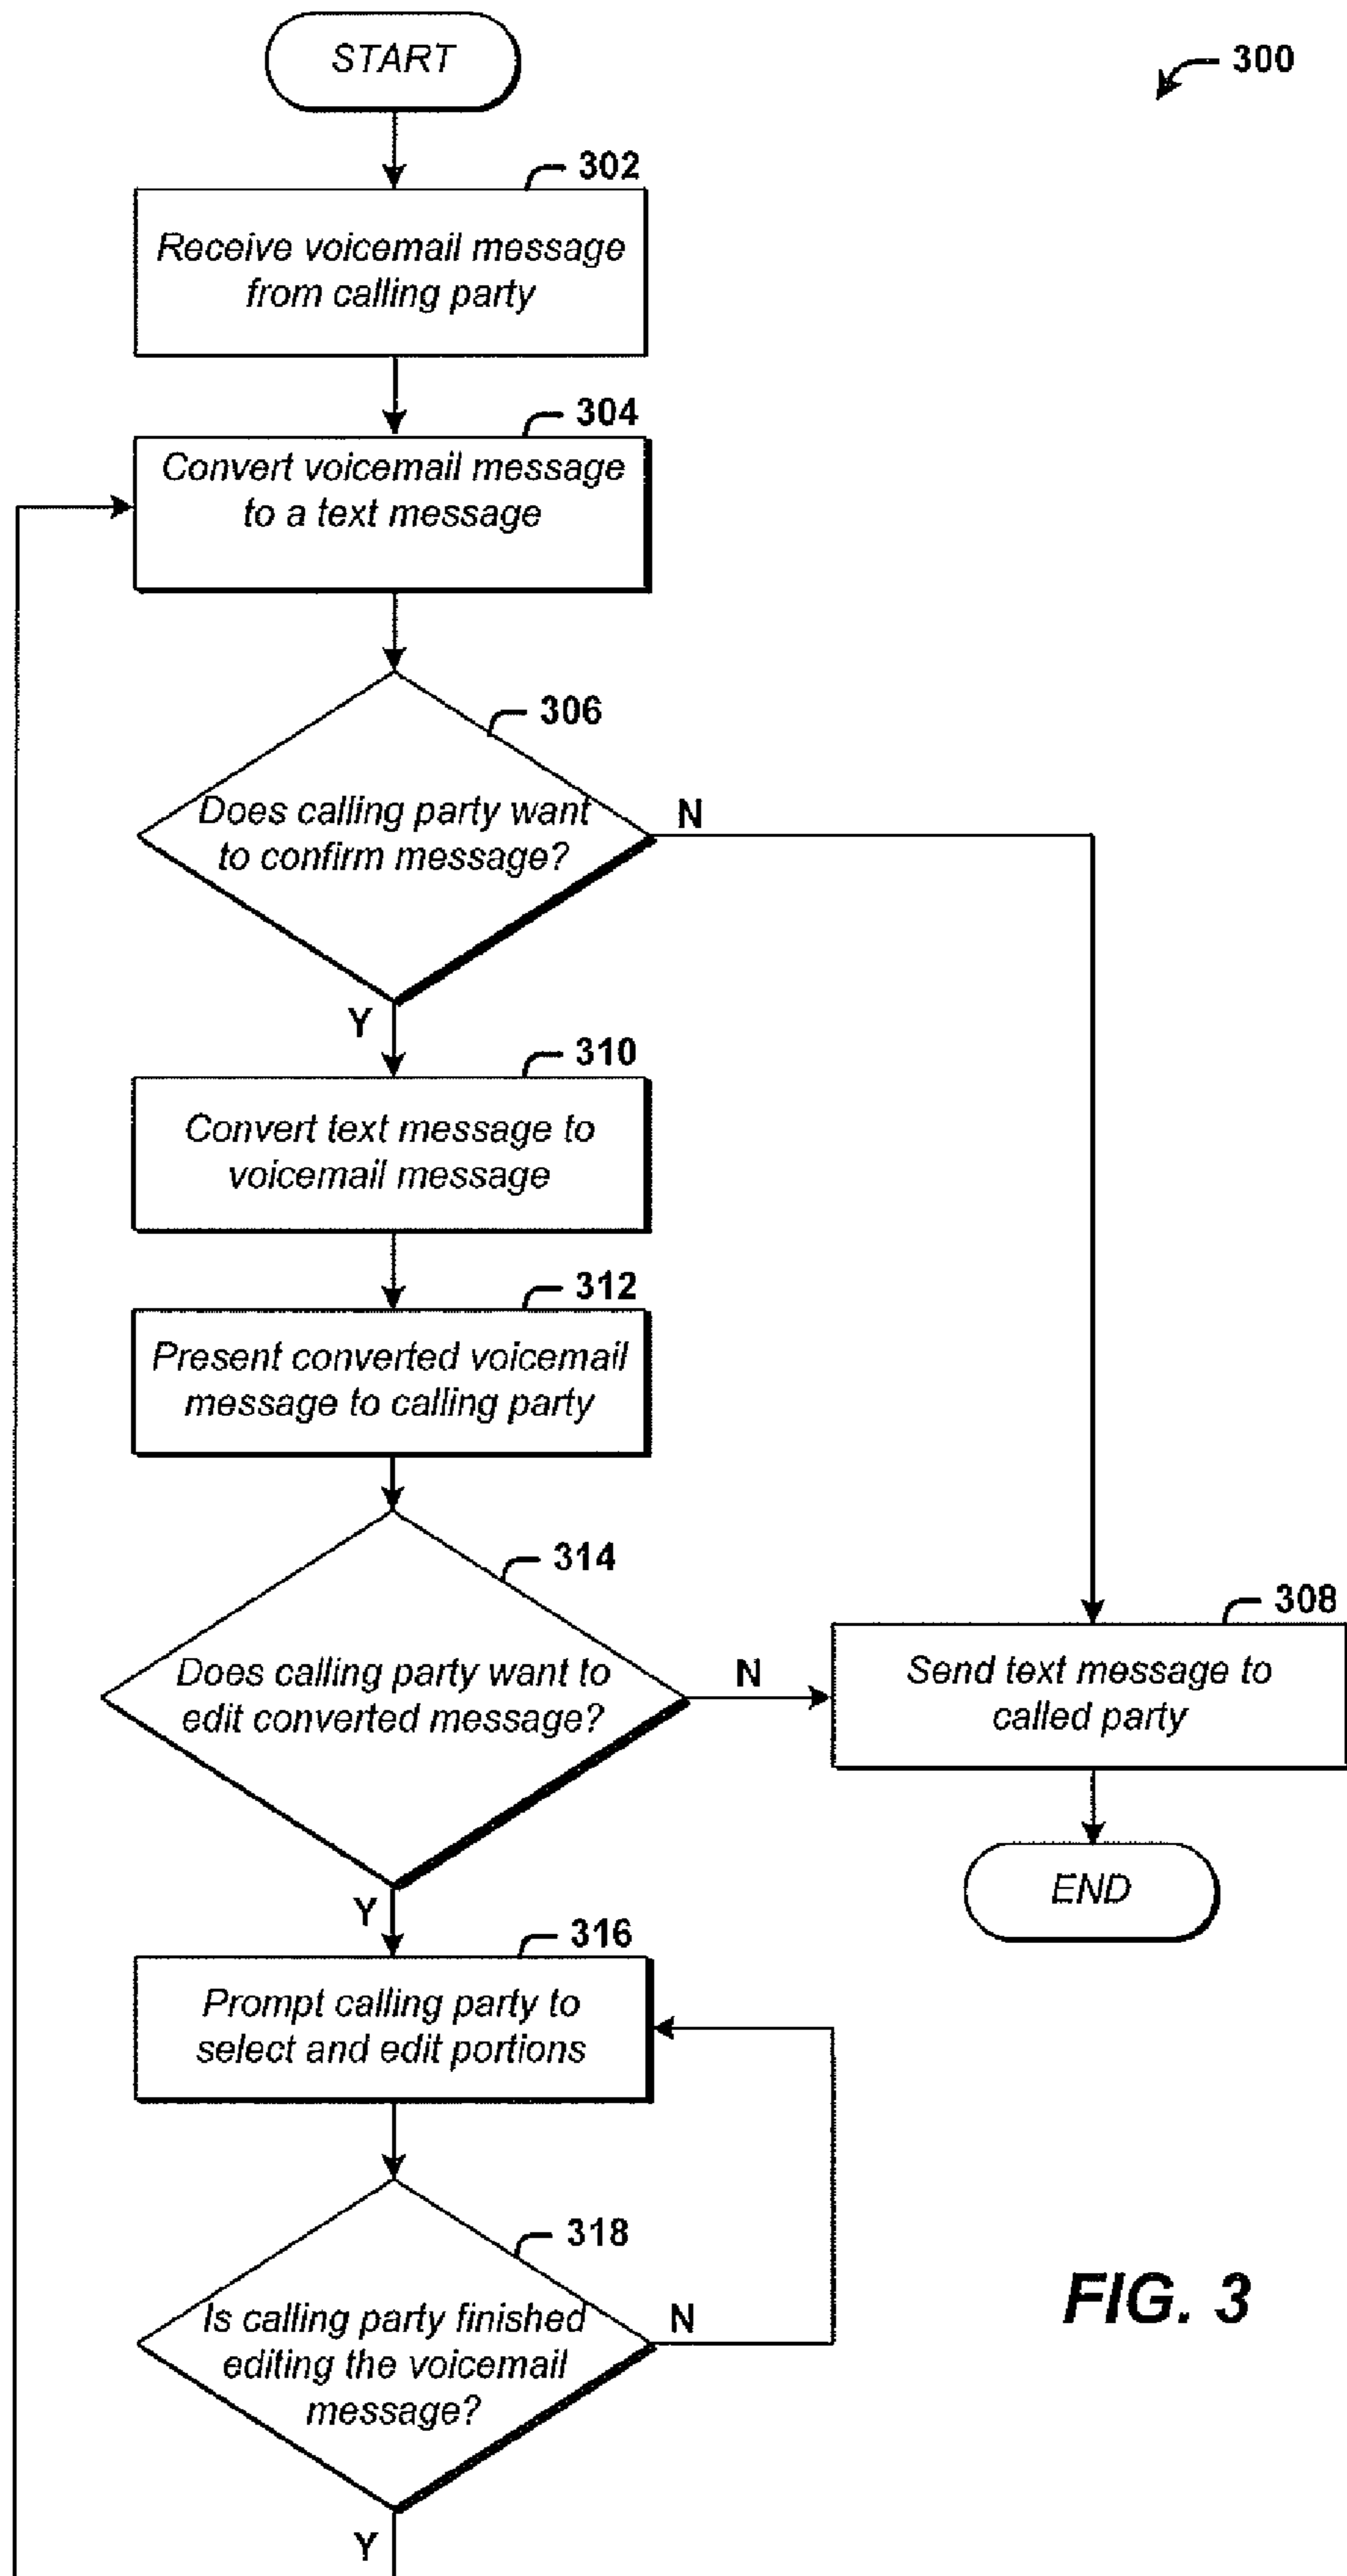 START
300
302
Receive voicemail message
from calling party
304
Convert voicemail message
to a text message
306
Does calling party want
to confirm message?
N
Y
310
Convert text message to
voicemail message
312
Present converted voicemail
message to calling party
314
Does calling party want to
edit converted message?
N
308
Send text message to
called party
END
Y
316
Prompt calling party to
select and edit portions
318
Is calling party finished
editing the voicemail
message?
N
Y
FIG. 3